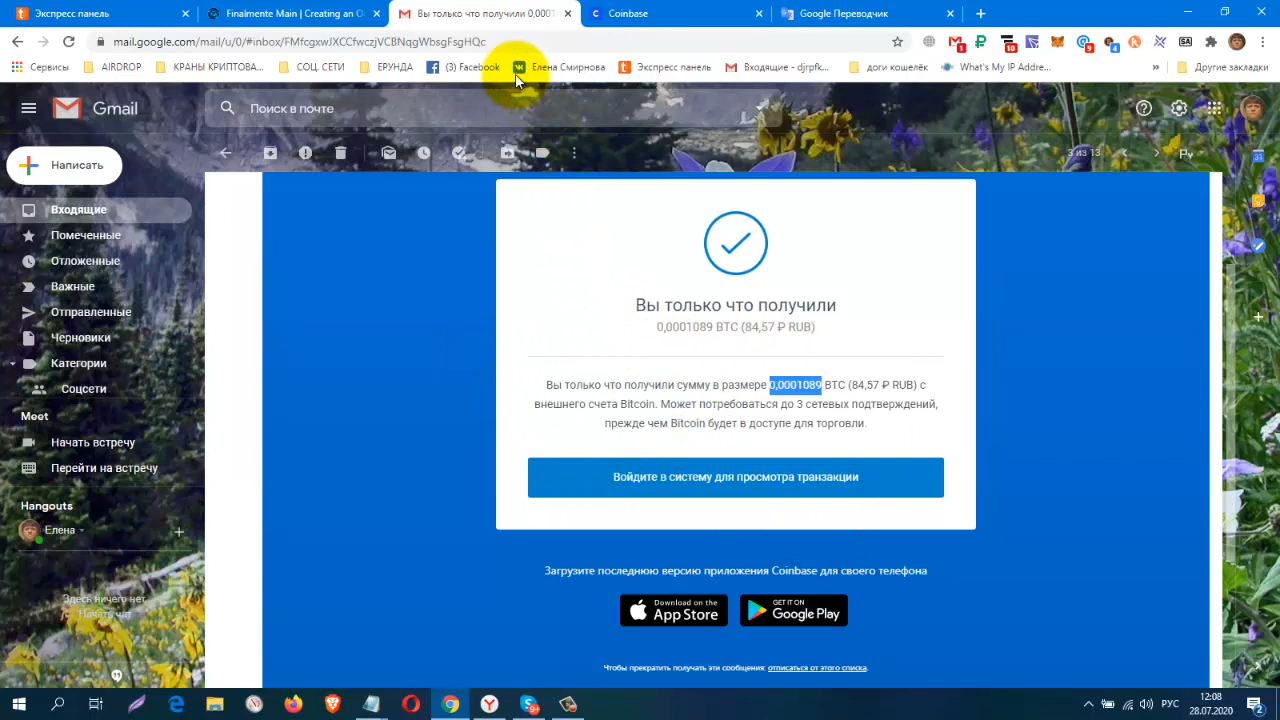 Экспресс панель
Finalmente Main | Creating an O
Вы только что получили 0,0001
Coinbase
Google Переводчик
mail.google.com/mail/u/0/#inbox/FMfcgxwJXCCfwczjVCBNqgWbsgFsgHQc
1
10
9
4
Сервисы
AIRDROP
КРАНЫ КРИПТОВА...
СОЦ. СЕТИ
ЕРУНДА
(3) Facebook
Елена Смирнова
Экспресс панель
Входящие - djrpfk...
доги кошелёк
What's My IP Addre...
»
Другие закладки
Gmail
Поиск в почте
Написать
3 из 13
31
Входящие
Помеченные
Отложенные
Важные
Отправленные
Черновики
Категории
Соцсети
Meet
Начать встречу
Перейти на встречу
Hangouts
Елена
Здесь ничего нет.
Начать чат
Вы только что получили
0,0001089 BTC (84,57 ₽ RUB)
Вы только что получили сумму в размере 0,0001089 BTC (84,57 ₽ RUB) с
внешнего счета Bitcoin. Может потребоваться до 3 сетевых подтверждений,
прежде чем Bitcoin будет в доступе для торговли.
Войдите в систему для просмотра транзакции
Загрузите последнюю версию приложения Coinbase для своего телефона
Download on the
App Store
GET IT ON
Google Play
Чтобы прекратить получать эти сообщения: отписаться от этого списка.
РУС
12:08
28.07.2020